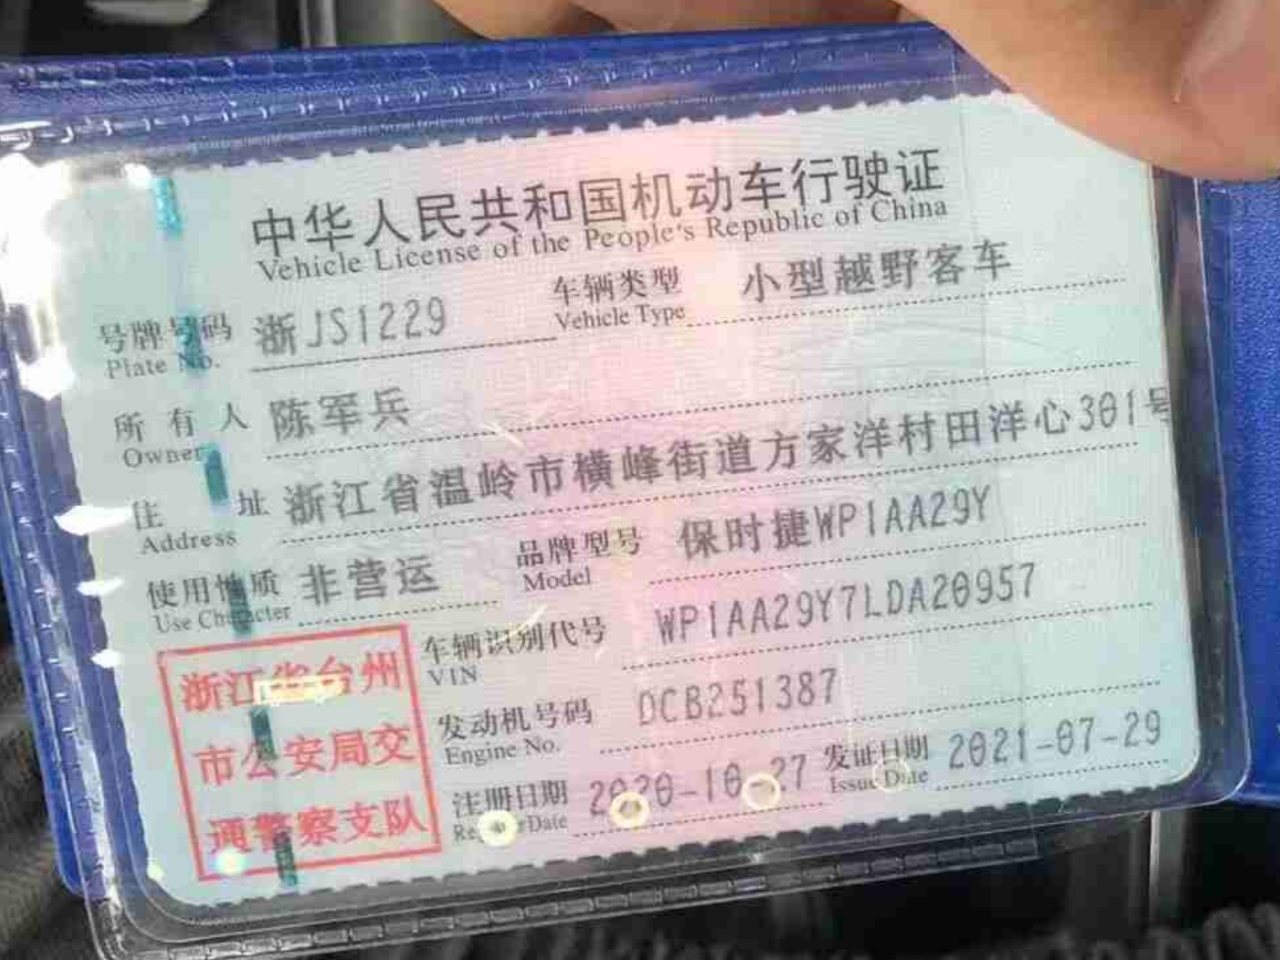 中华人民共和国机动车行驶证
Vehicle License of the People's Republic of China
号牌号码 浙JS1229 车辆类型 小型越野客车
Plate No. Vehicle Type
所有人 陈军兵
Owner
住址 浙江省温岭市横峰街道方家洋村田洋心301号
Address
使用性质 非营运 品牌型号 保时捷WP1AA29Y
Use Character Model
车辆识别代号 WP1AA29Y7LDA20957
VIN
发动机号码 DCB251387
Engine No.
注册日期 2020-10-27 发证日期 2021-07-29
Register Date Issue Date
浙江省台州
市公安局交
通警察支队